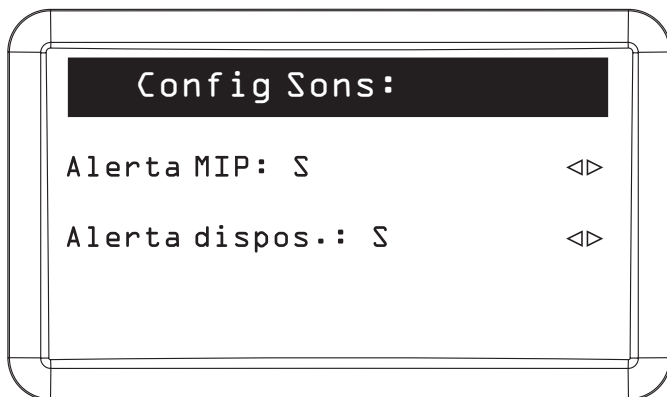 Config Sons:
Alerta MIP: S ◁▷
Alerta dispos.: S ◁▷